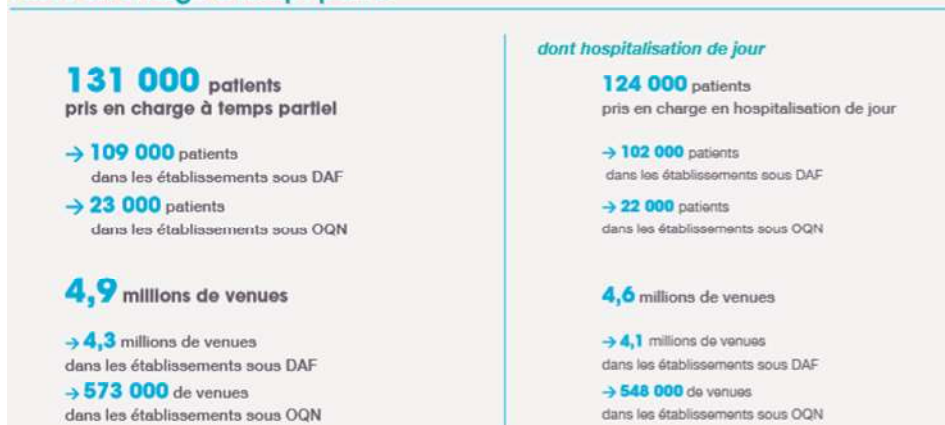 131 000 patients
pris en charge à temps partiel
→ 109 000 patients
dans les établissements sous DAF
→ 23 000 patients
dans les établissements sous OQN
4,9 millions de venues
→ 4,3 millions de venues
dans les établissements sous DAF
→ 573 000 de venues
dans les établissements sous OQN
dont hospitalisation de jour
124 000 patients
pris en charge en hospitalisation de jour
→ 102 000 patients
dans les établissements sous DAF
→ 22 000 patients
dans les établissements sous OQN
4,6 millions de venues
→ 4,1 millions de venues
dans les établissements sous DAF
→ 548 000 de venues
dans les établissements sous OQN